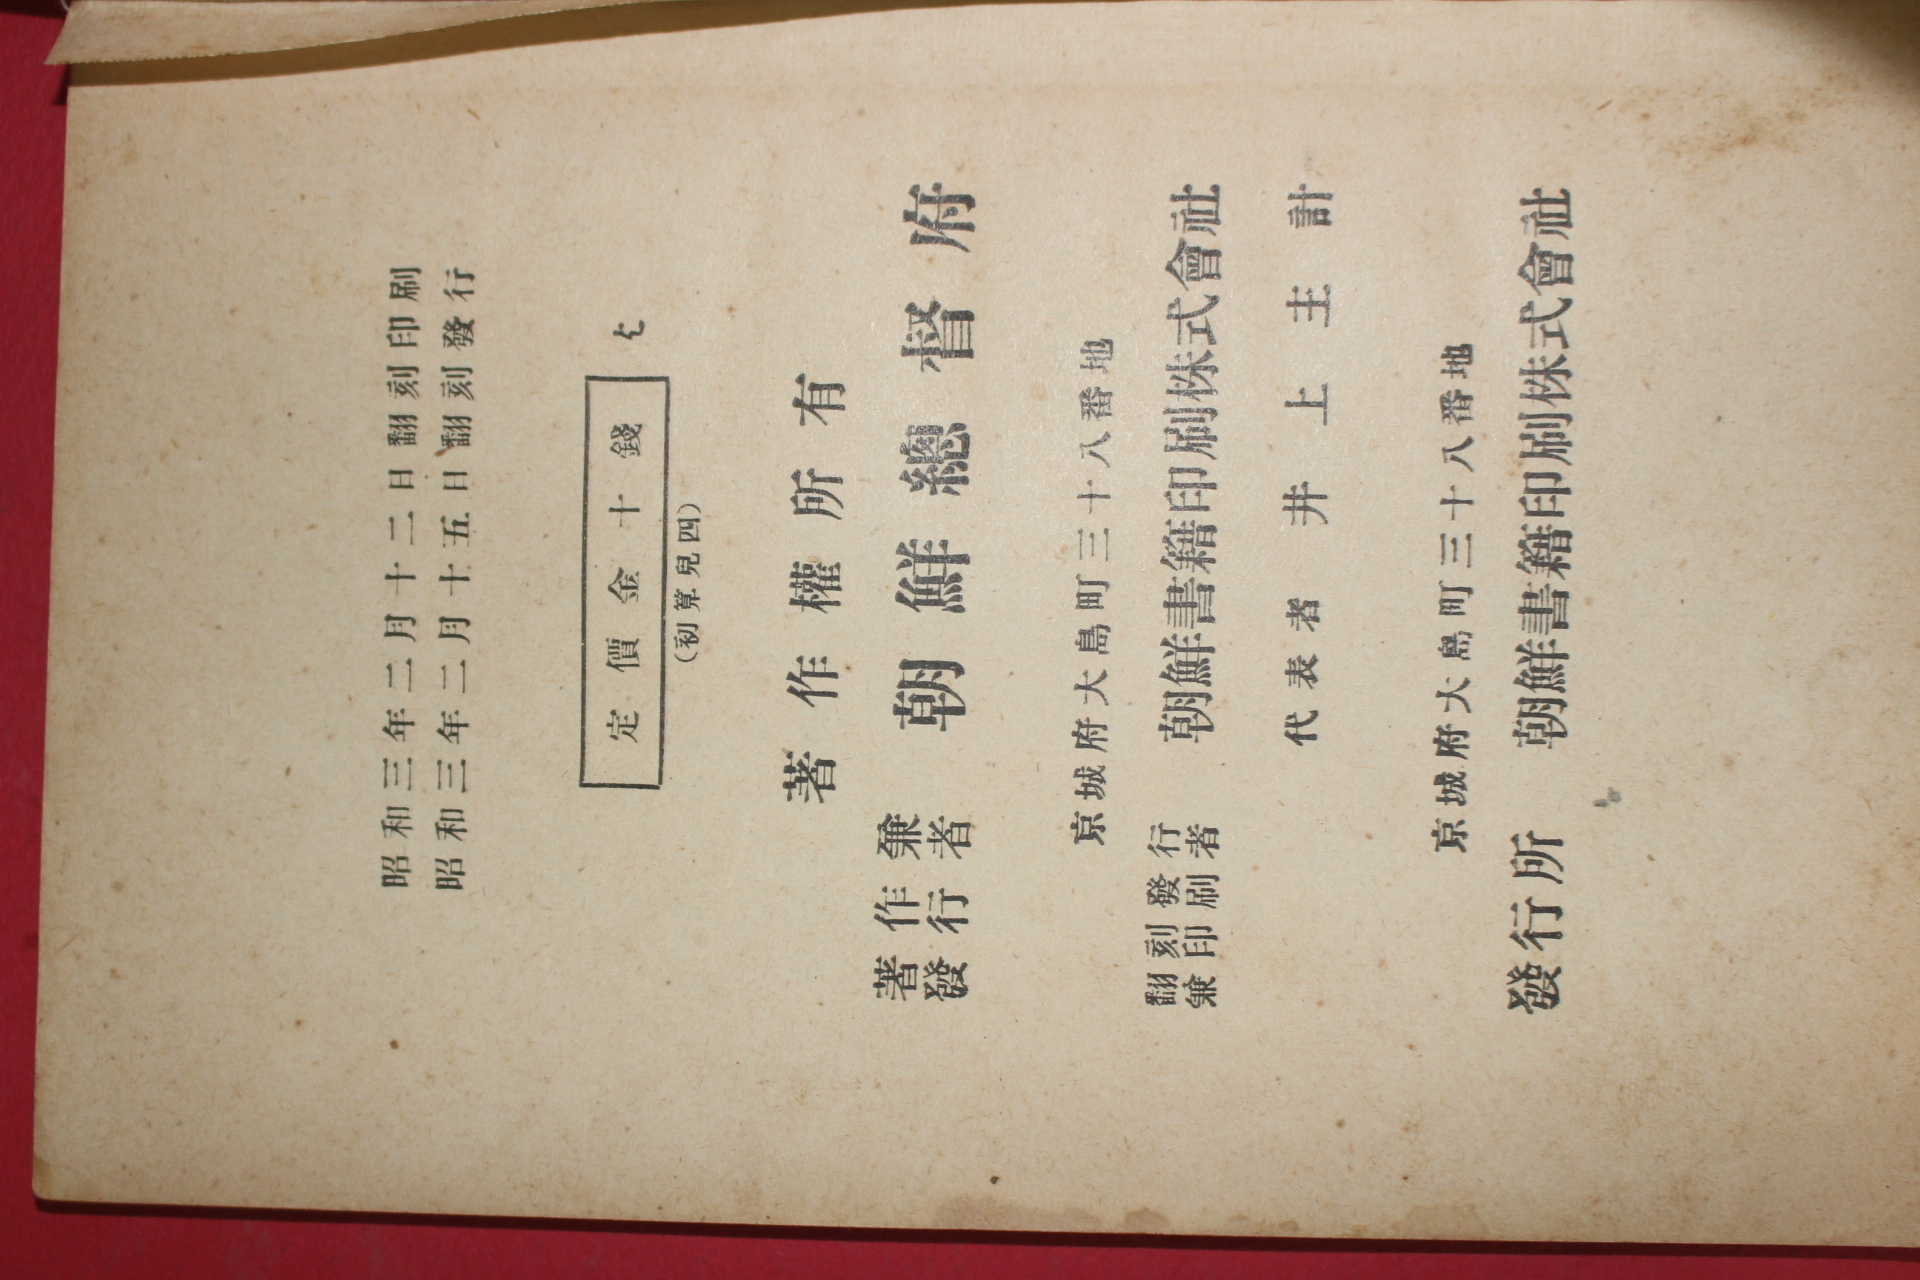 昭和三年二月十二日翻刻印刷
昭和三年二月十五日翻刻發行
定價金十錢
(初算兒四)
著作權所有
著作兼
發行者
朝鮮總督府
京城府大島町三十八番地
翻刻發行
兼印刷者
朝鮮書籍印刷株式會社
代表者 井上主計
京城府大島町三十八番地
發行所 朝鮮書籍印刷株式會社